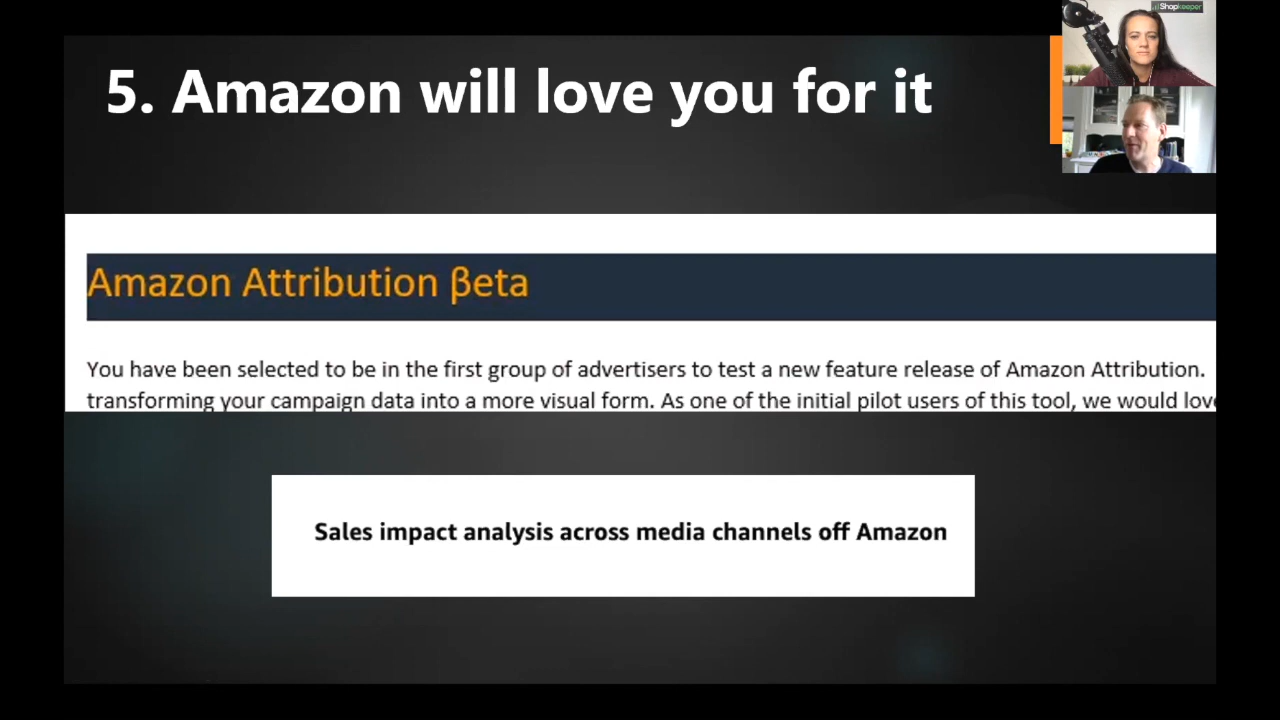 Shopkeeper
5. Amazon will love you for it
Amazon Attribution βeta
You have been selected to be in the first group of advertisers to test a new feature release of Amazon Attribution.
transforming your campaign data into a more visual form. As one of the initial pilot users of this tool, we would love
Sales impact analysis across media channels off Amazon